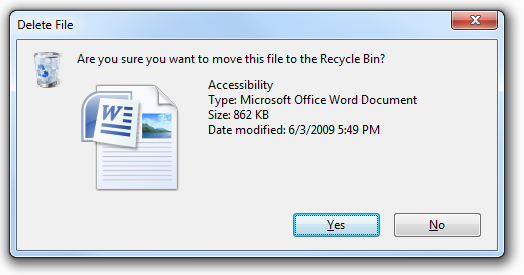 Delete File
Are you sure you want to move this file to the Recycle Bin?
Accessibility
Type: Microsoft Office Word Document
Size: 862 KB
Date modified: 6/3/2009 5:49 PM
W
Yes
No